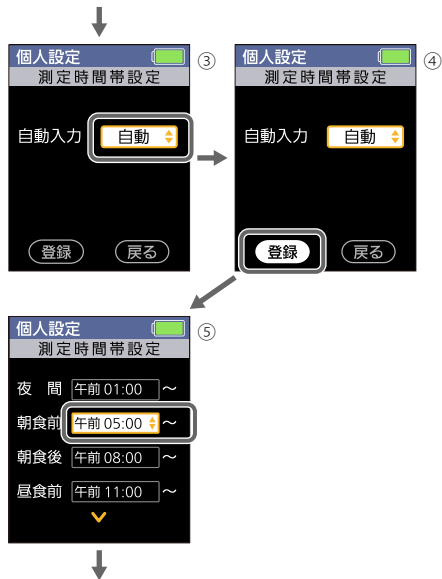 個人設定
測定時間帯設定
③
自動入力 自動
登録 戻る
個人設定
測定時間帯設定
④
自動入力 自動
登録 戻る
個人設定
測定時間帯設定
⑤
夜 間 午前 01:00 ～
朝食前 午前 05:00 ～
朝食後 午前 08:00 ～
昼食前 午前 11:00 ～